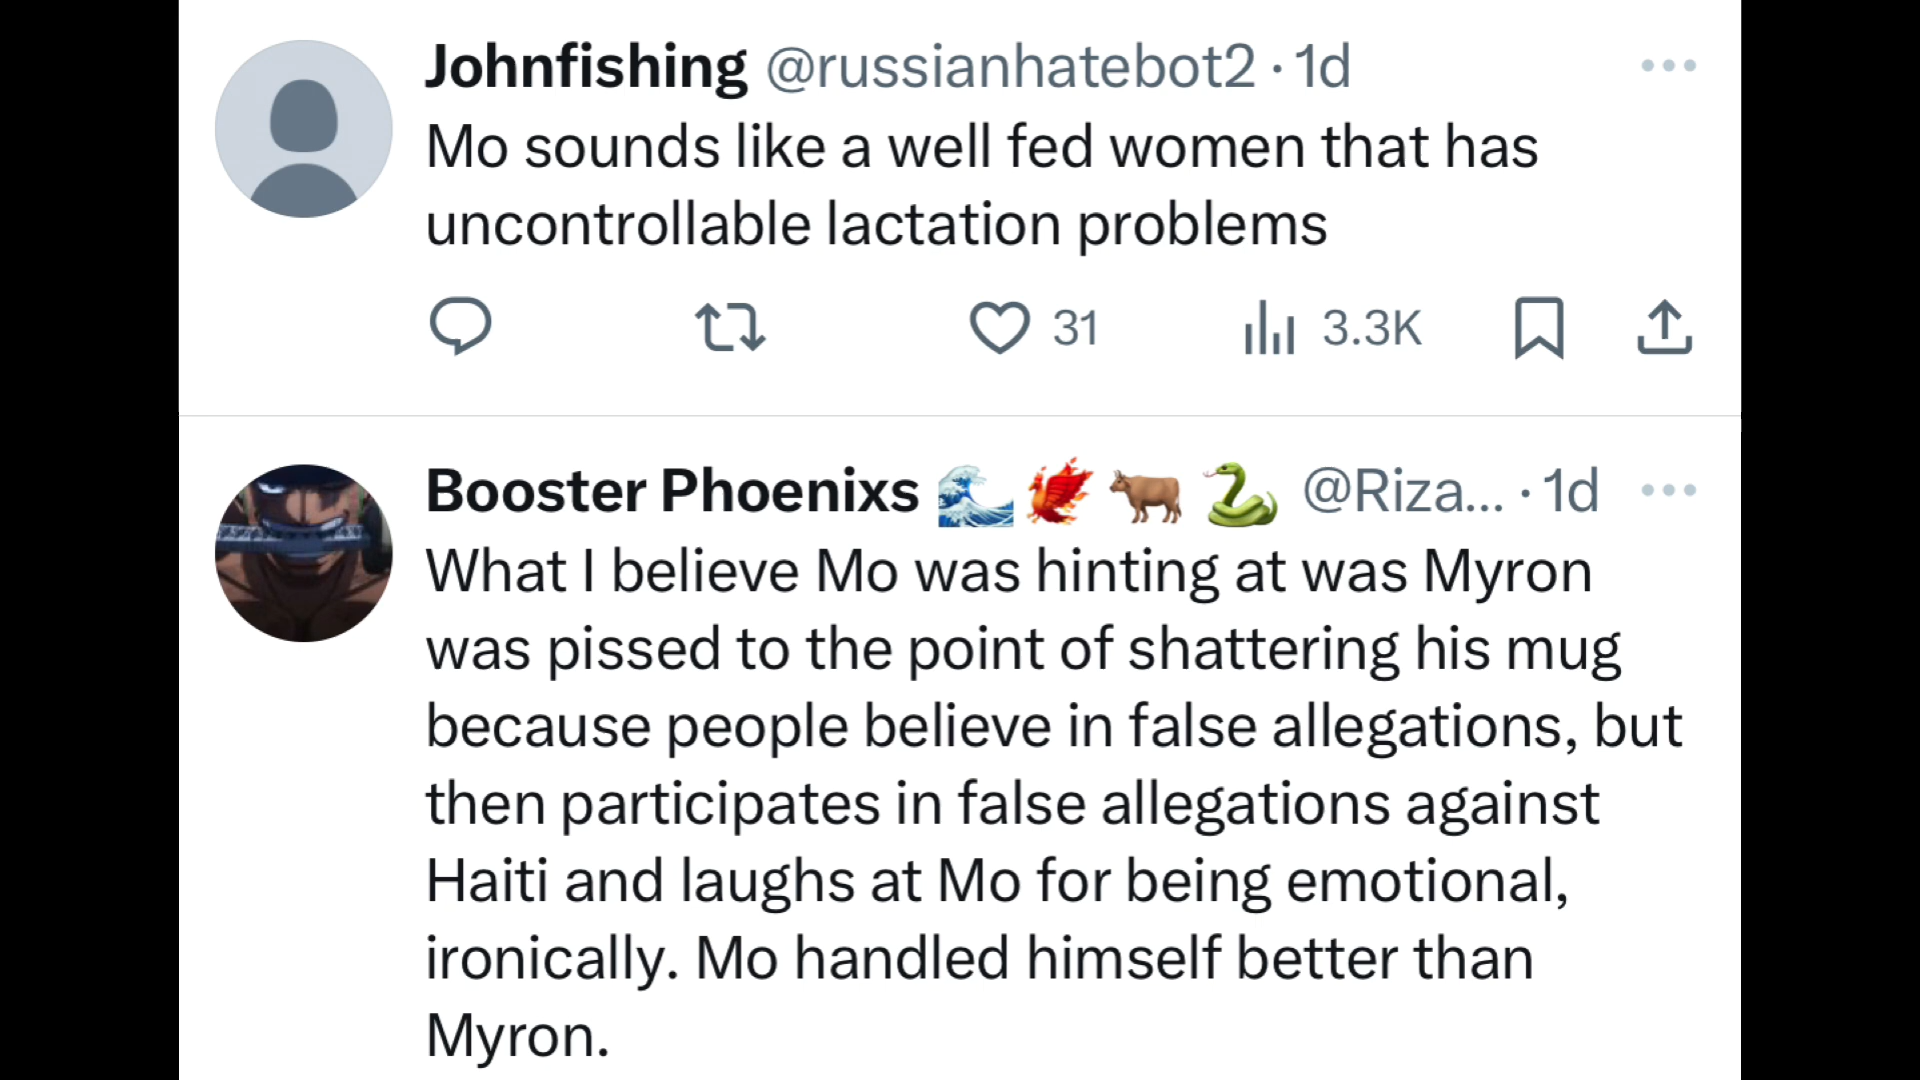 Johnfishing @russianhatebot2 · 1d
Mo sounds like a well fed women that has
uncontrollable lactation problems
31 3.3K
Booster Phoenixs 🌊🐦‍🔥🐂🐍 @Riza... · 1d
What I believe Mo was hinting at was Myron
was pissed to the point of shattering his mug
because people believe in false allegations, but
then participates in false allegations against
Haiti and laughs at Mo for being emotional,
ironically. Mo handled himself better than
Myron.